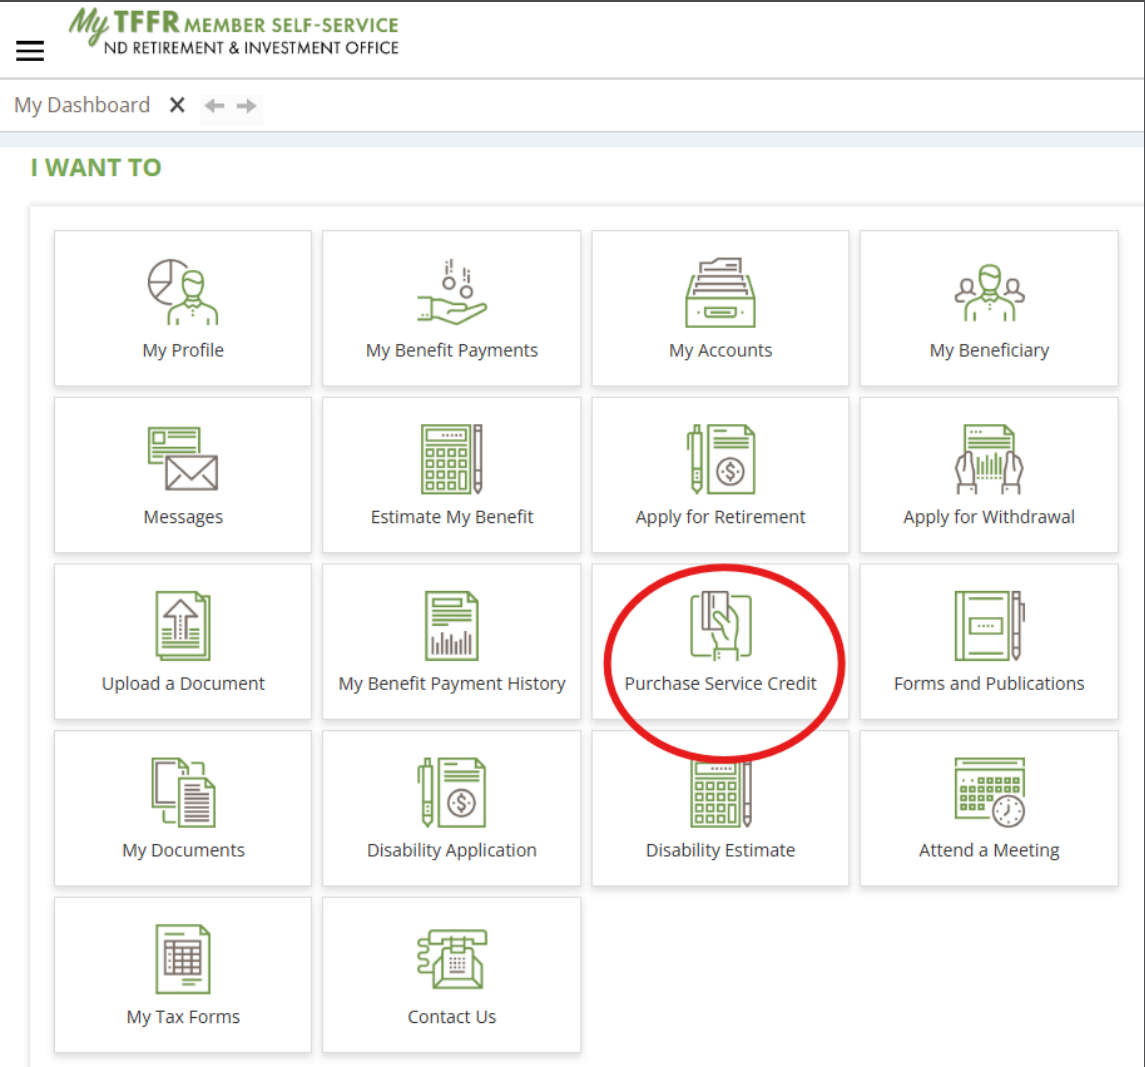 My TFFR MEMBER SELF-SERVICE
ND RETIREMENT & INVESTMENT OFFICE
My Dashboard
I WANT TO
My Profile
My Benefit Payments
My Accounts
My Beneficiary
Messages
Estimate My Benefit
Apply for Retirement
Apply for Withdrawal
Upload a Document
My Benefit Payment History
Purchase Service Credit
Forms and Publications
My Documents
Disability Application
Disability Estimate
Attend a Meeting
My Tax Forms
Contact Us